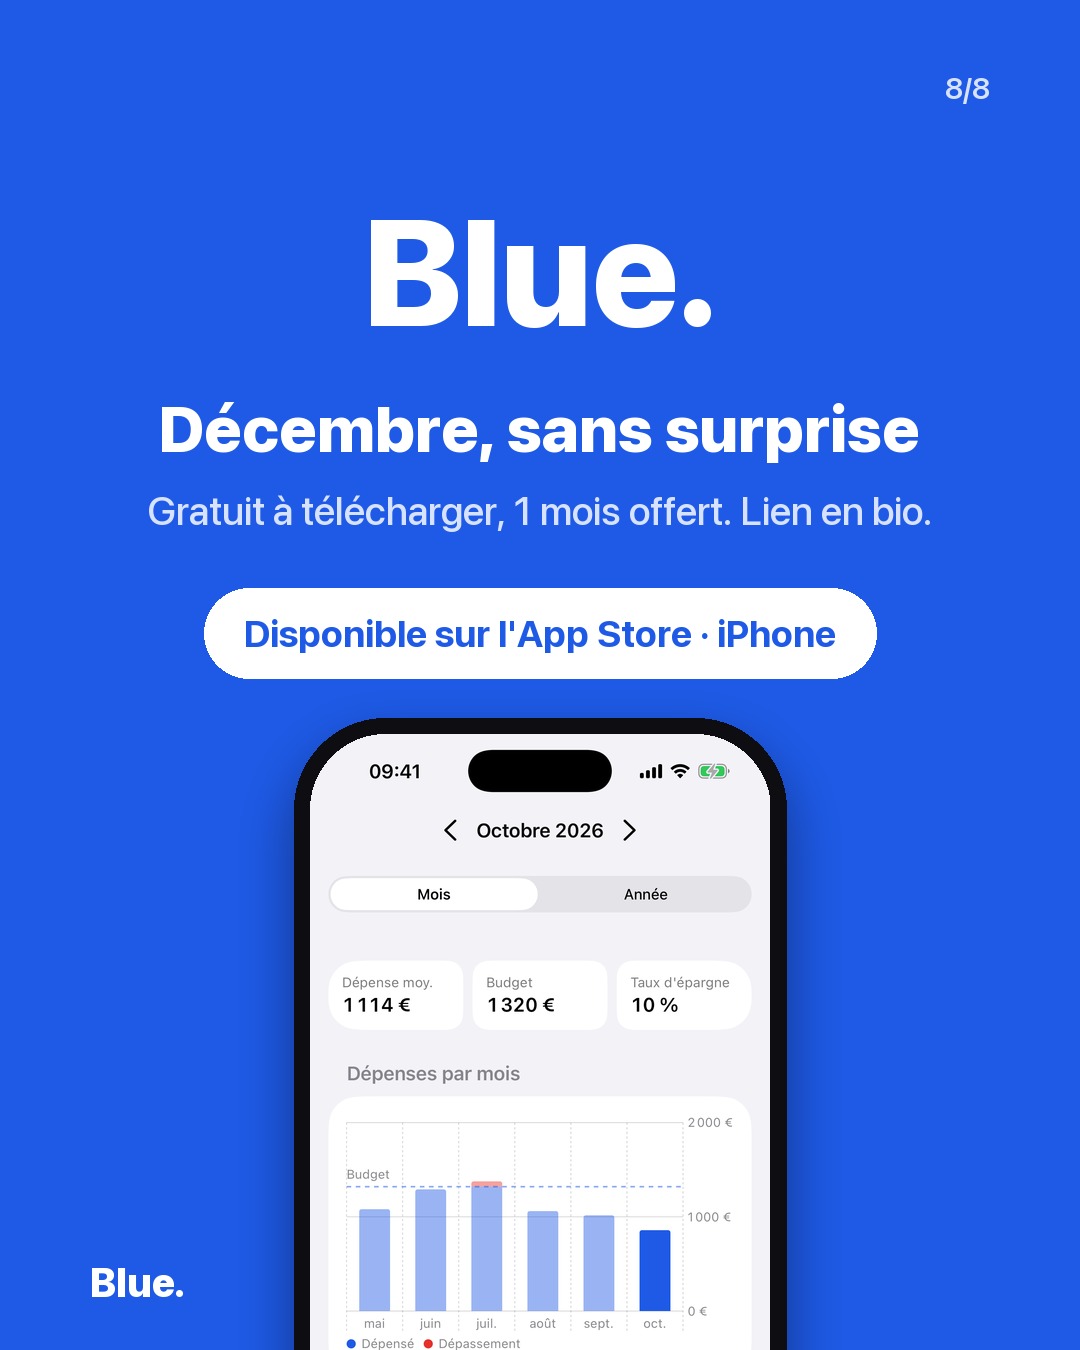 8/8
Blue.
Décembre, sans surprise
Gratuit à télécharger, 1 mois offert. Lien en bio.
Disponible sur l'App Store · iPhone
09:41
Octobre 2026
Mois Année
Dépense moy. Budget Taux d'épargne
1 114 € 1 320 € 10 %
Dépenses par mois
2 000 €
Budget
1 000 €
0 €
mai juin juil. août sept. oct.
Dépensé Dépassement
Blue.